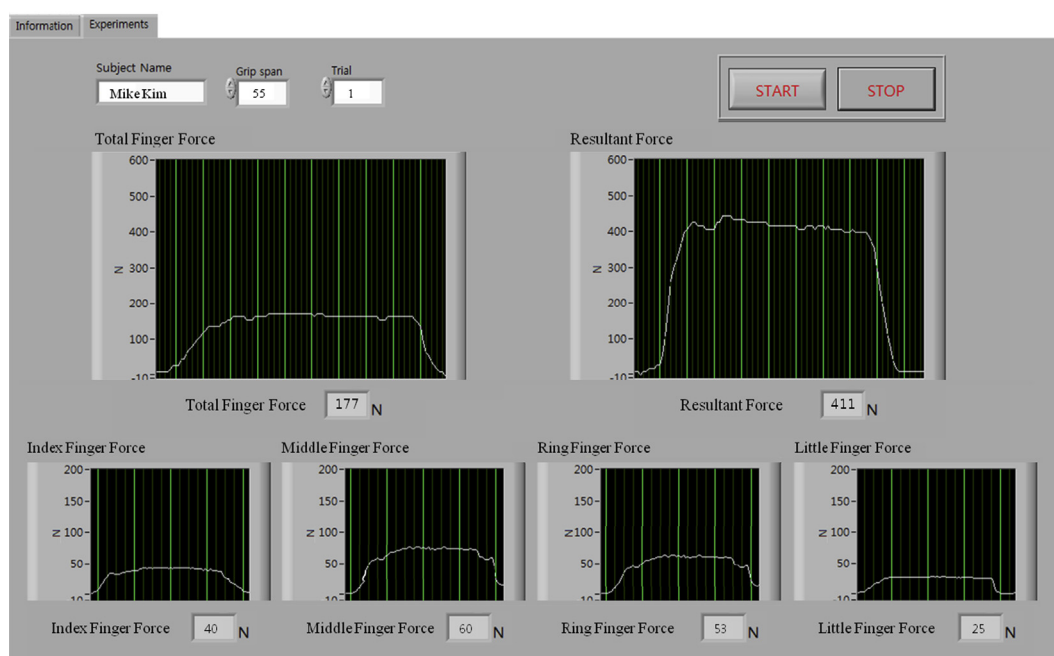 Information Experiments
Subject Name Grip span Trial
Mike Kim 55 1
START STOP
Total Finger Force
600
500
400
N 300
200
100
-10
Total Finger Force 177 N
Resultant Force
600
500
400
N 300
200
100
-10
Resultant Force 411 N
Index Finger Force
200
150
N 100
50
10
Index Finger Force 40 N
Middle Finger Force
200
150
N 100
50
10
Middle Finger Force 60 N
Ring Finger Force
200
150
N 100
50
10
Ring Finger Force 53 N
Little Finger Force
200
150
N 100
50
-10
Little Finger Force 25 N